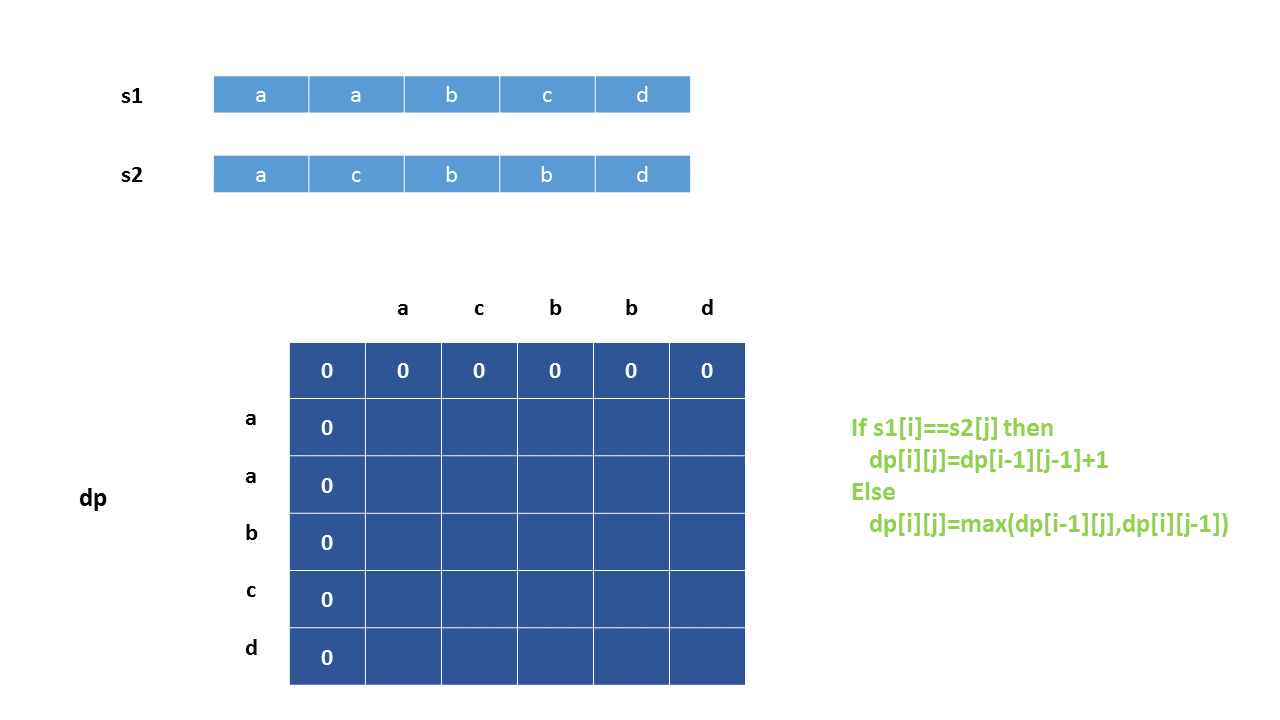 s1 a a b c d
s2 a c b b d
a c b b d
0 0 0 0 0 0
a 0
a 0
dp
b 0
c 0
d 0
If s1[i]==s2[j] then
dp[i][j]=dp[i-1][j-1]+1
Else
dp[i][j]=max(dp[i-1][j],dp[i][j-1])